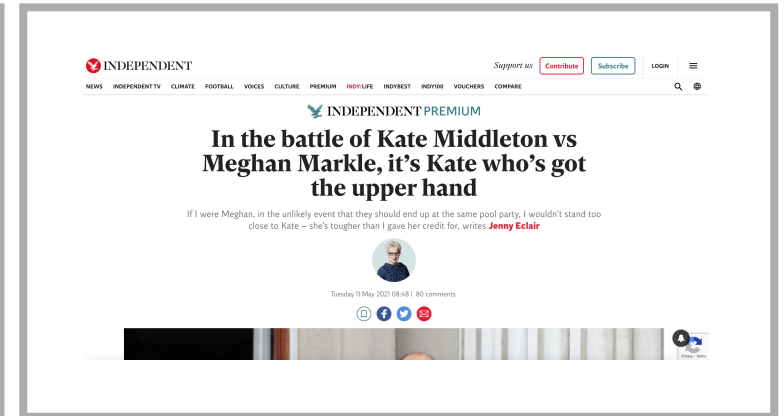 INDEPENDENT
Support us Contribute Subscribe LOGIN
NEWS INDEPENDENT TV CLIMATE FOOTBALL VOICES CULTURE PREMIUM INDY/LIFE INDYBEST INDY100 VOUCHERS COMPARE
INDEPENDENT PREMIUM
In the battle of Kate Middleton vs
Meghan Markle, it’s Kate who’s got
the upper hand
If I were Meghan, in the unlikely event that they should end up at the same pool party, I wouldn’t stand too
close to Kate – she’s tougher than I gave her credit for, writes Jenny Eclair
Tuesday 11 May 2021 08:48 | 80 comments
Privacy - Terms